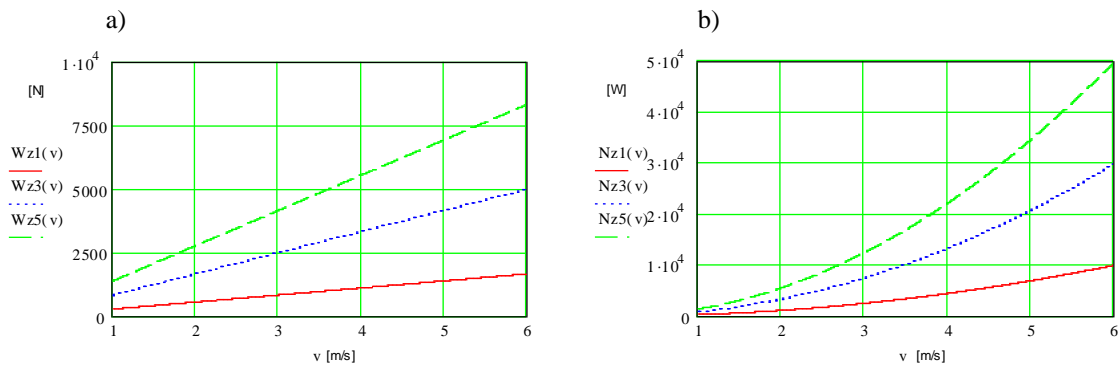 a)
1·10⁴
[N]
7500
Wz1( v)
Wz3( v)
5000
Wz5( v)
2500
0
1 2 3 4 5 6
v [m/s]
b)
5·10⁴
[W]
4·10⁴
Nz1( v)
3·10⁴
Nz3( v)
Nz5( v)
2·10⁴
1·10⁴
0
1 2 3 4 5 6
v [m/s]